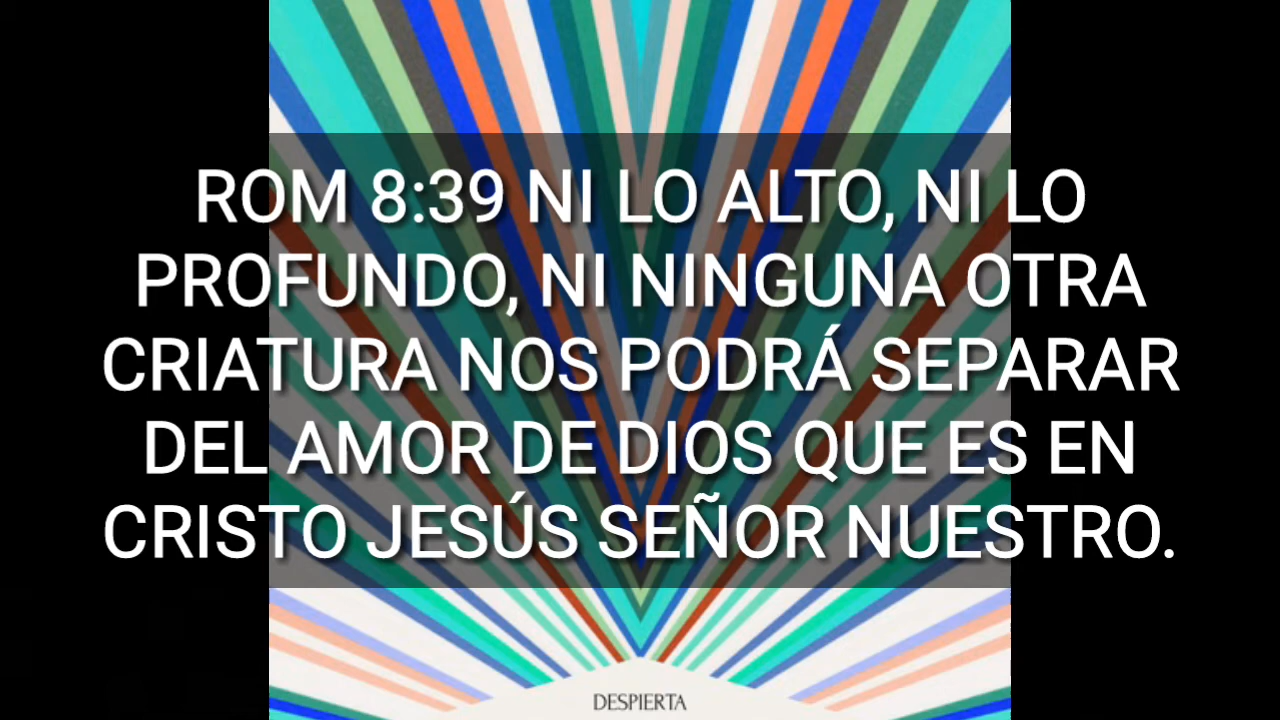 ROM 8:39 NI LO ALTO, NI LO
PROFUNDO, NI NINGUNA OTRA
CRIATURA NOS PODRÁ SEPARAR
DEL AMOR DE DIOS QUE ES EN
CRISTO JESÚS SEÑOR NUESTRO.
DESPIERTA